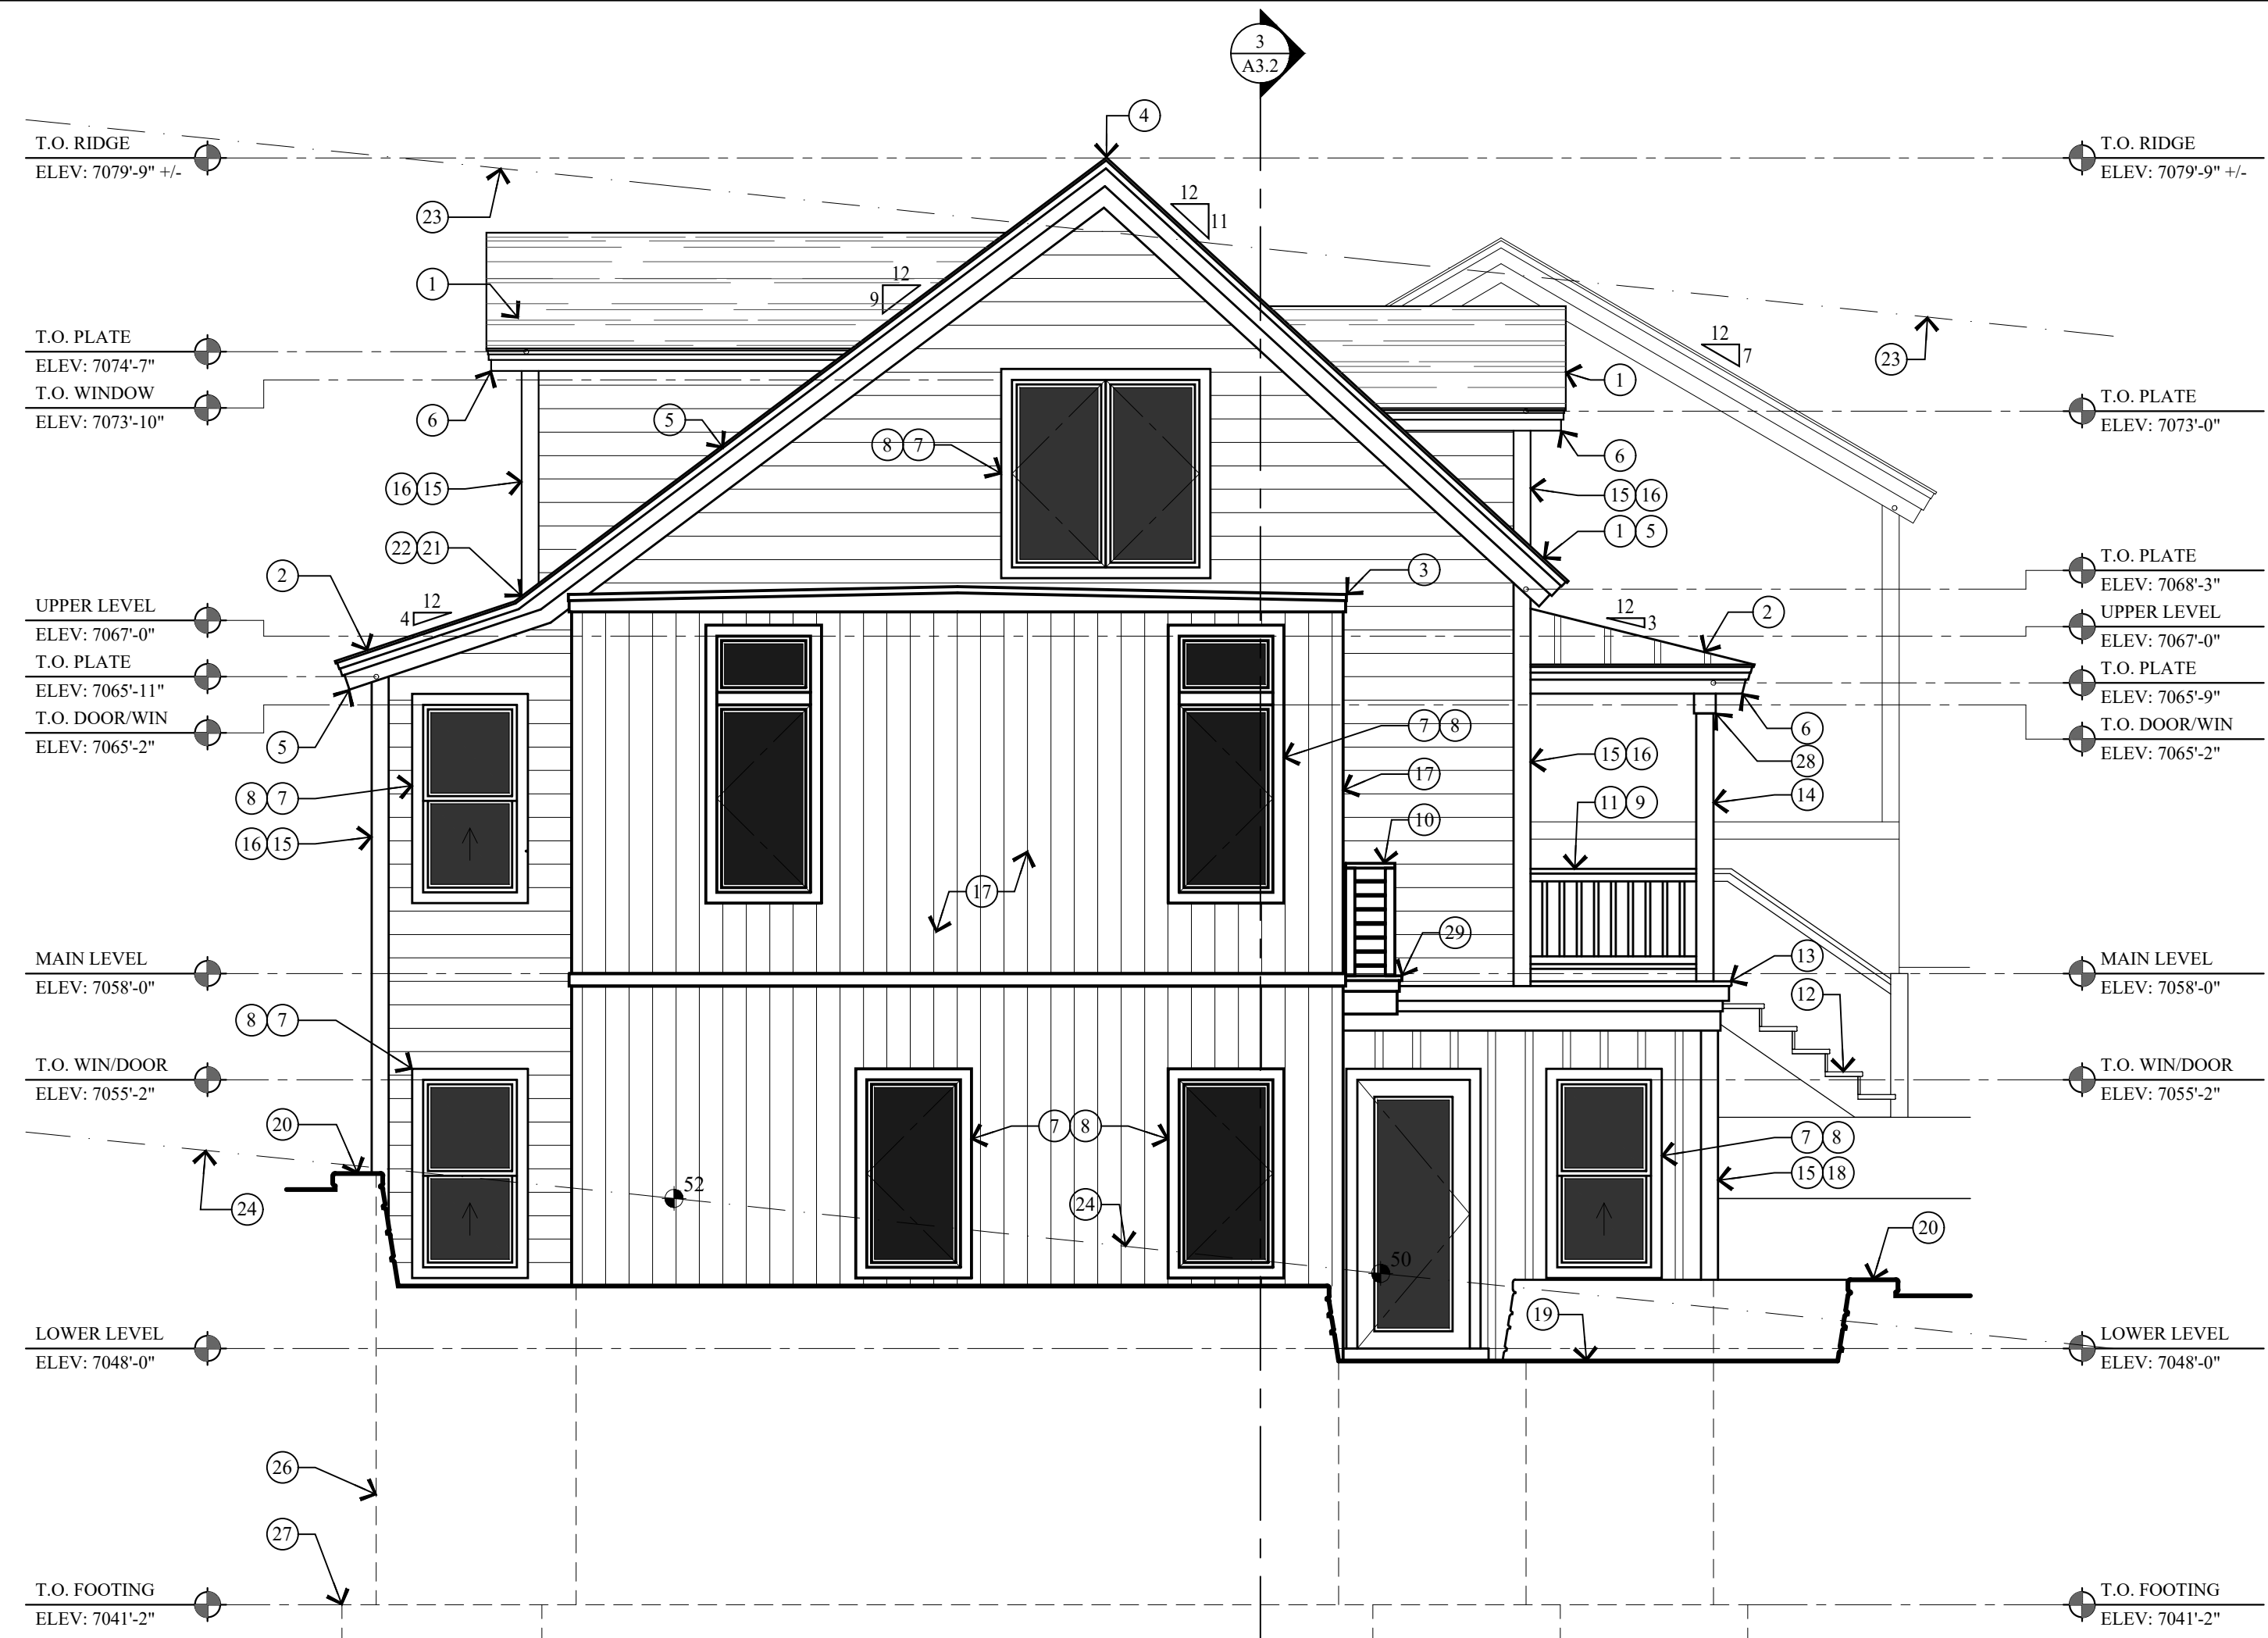 3
A3.2
4
T.O. RIDGE
ELEV: 7079'-9" +/-
T.O. RIDGE
ELEV: 7079'-9" +/-
23
12
11
1
12
9
12
7
23
T.O. PLATE
ELEV: 7074'-7"
T.O. WINDOW
ELEV: 7073'-10"
6
5
8 7
1
T.O. PLATE
ELEV: 7073'-0"
6
16 15
15 16
22 21
1 5
2
3
T.O. PLATE
ELEV: 7068'-3"
UPPER LEVEL
ELEV: 7067'-0"
12
4
12
3
2
UPPER LEVEL
ELEV: 7067'-0"
T.O. PLATE
ELEV: 7065'-11"
T.O. PLATE
ELEV: 7065'-9"
T.O. DOOR/WIN
ELEV: 7065'-2"
5
7 8
6
T.O. DOOR/WIN
ELEV: 7065'-2"
15 16
28
17
8 7
11 9
14
10
16 15
17
29
13
MAIN LEVEL
ELEV: 7058'-0"
MAIN LEVEL
ELEV: 7058'-0"
12
8 7
T.O. WIN/DOOR
ELEV: 7055'-2"
T.O. WIN/DOOR
ELEV: 7055'-2"
20
7 8
7 8
15 18
52
24
24
20
50
19
LOWER LEVEL
ELEV: 7048'-0"
LOWER LEVEL
ELEV: 7048'-0"
26
27
T.O. FOOTING
ELEV: 7041'-2"
T.O. FOOTING
ELEV: 7041'-2"